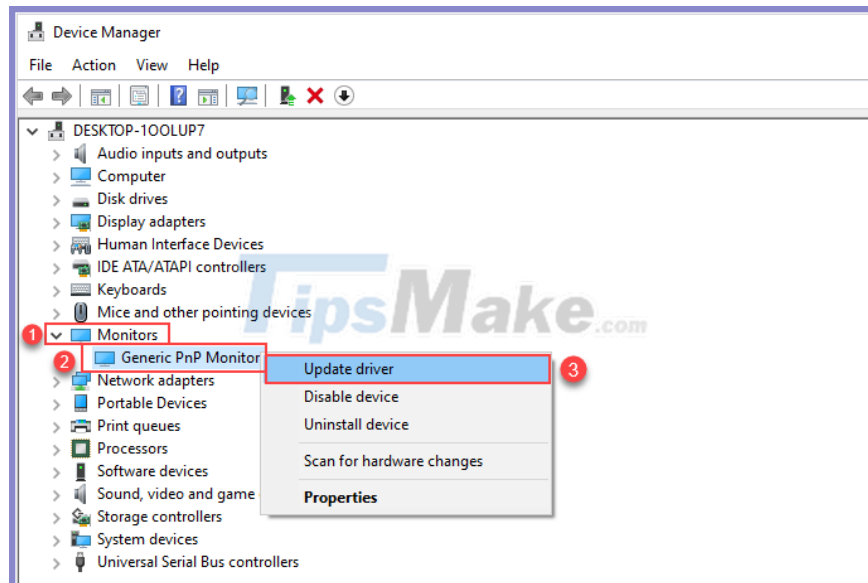 Device Manager
File Action View Help
DESKTOP-1OOLUP7
Audio inputs and outputs
Computer
Disk drives
Display adapters
Human Interface Devices
IDE ATA/ATAPI controllers
Keyboards
Mice and other pointing devices
TipsMake.com
1 Monitors
2 Generic PnP Monitor
Update driver 3
Disable device
Uninstall device
Scan for hardware changes
Properties
Network adapters
Portable Devices
Print queues
Processors
Software devices
Sound, video and game
Storage controllers
System devices
Universal Serial Bus controllers